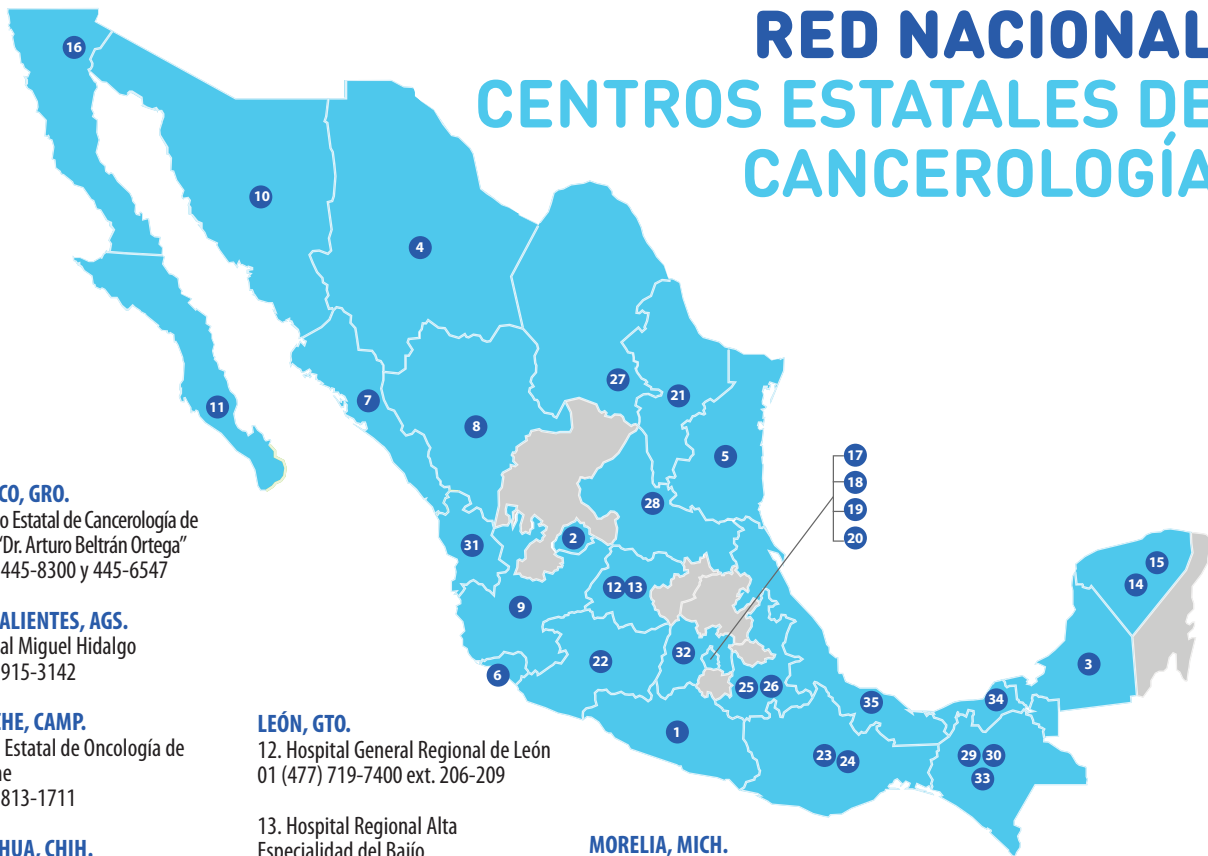 RED NACIONAL
CENTROS ESTATALES DE
CANCEROLOGÍA
16
10
4
27
21
7
11
8
5
17
18
19
20
28
2
31
12 13
15
14
9
32
22
6
25 26
3
35
34
1
23 24
29 30
33
CO, GRO.
o Estatal de Cancerología de
"Dr. Arturo Beltrán Ortega"
445-8300 y 445-6547
ALIENTES, AGS.
al Miguel Hidalgo
915-3142
HE, CAMP.
Estatal de Oncología de
ne
813-1711
HUA, CHIH.
LEÓN, GTO.
12. Hospital General Regional de León
01 (477) 719-7400 ext. 206-209
13. Hospital Regional Alta
Especialidad del Bajío
MORELIA, MICH.